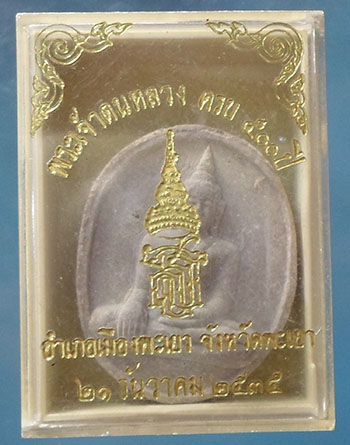 พระเจ้าตนหลวง ครบ ๕๐๐ ปี
อำเภอเมืองพะเยา จังหวัดพะเยา
๒๑ ธันวาคม ๒๕๓๕